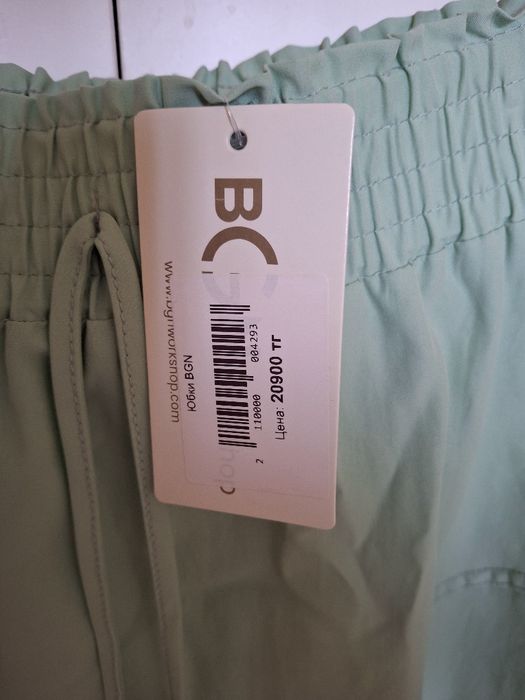 BG
www.bgnworkshop.com
Юбки BGN
2 110000 004293
Цена: 20900 тг